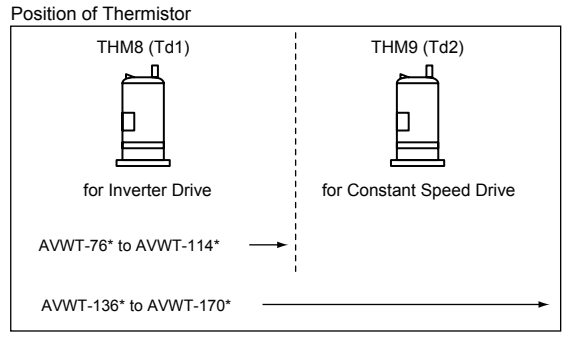 Position of Thermistor
THM8 (Td1)
THM9 (Td2)
for Inverter Drive
for Constant Speed Drive
AVWT-76* to AVWT-114*
AVWT-136* to AVWT-170*